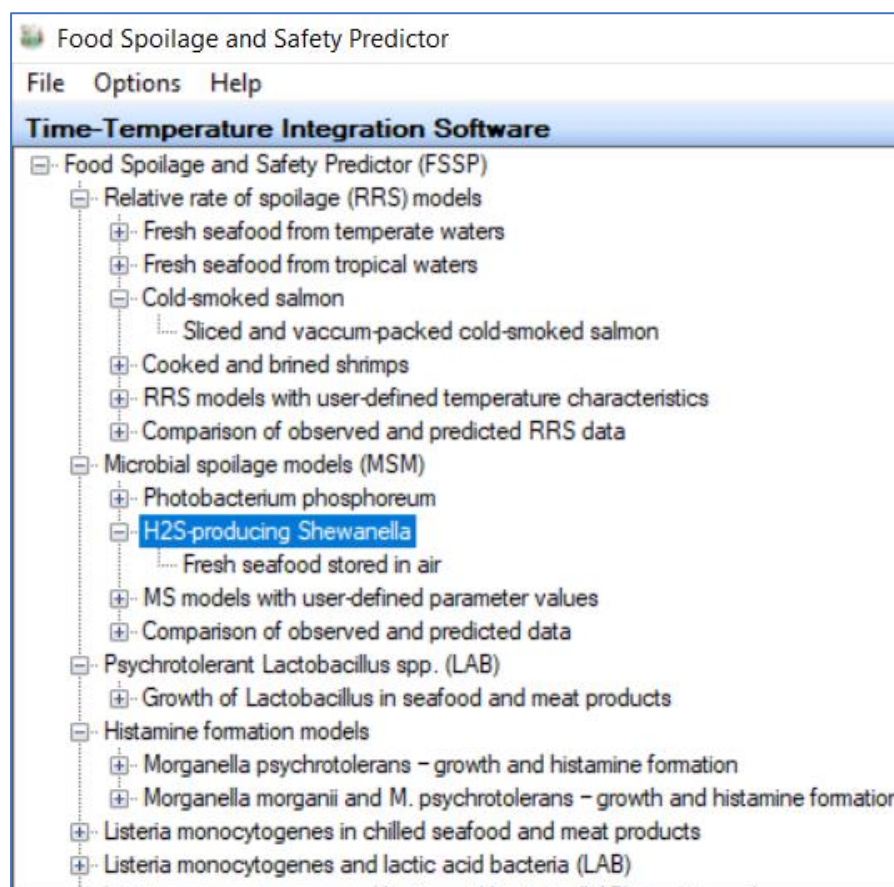 Food Spoilage and Safety Predictor
File Options Help
Time-Temperature Integration Software
Food Spoilage and Safety Predictor (FSSP)
Relative rate of spoilage (RRS) models
Fresh seafood from temperate waters
Fresh seafood from tropical waters
Cold-smoked salmon
Sliced and vaccum-packed cold-smoked salmon
Cooked and brined shrimps
RRS models with user-defined temperature characteristics
Comparison of observed and predicted RRS data
Microbial spoilage models (MSM)
Photobacterium phosphoreum
H2S-producing Shewanella
Fresh seafood stored in air
MS models with user-defined parameter values
Comparison of observed and predicted data
Psychrotolerant Lactobacillus spp. (LAB)
Growth of Lactobacillus in seafood and meat products
Histamine formation models
Morganella psychrotolerans – growth and histamine formation
Morganella morganii and M. psychrotolerans – growth and histamine formation
Listeria monocytogenes in chilled seafood and meat products
Listeria monocytogenes and lactic acid bacteria (LAB)